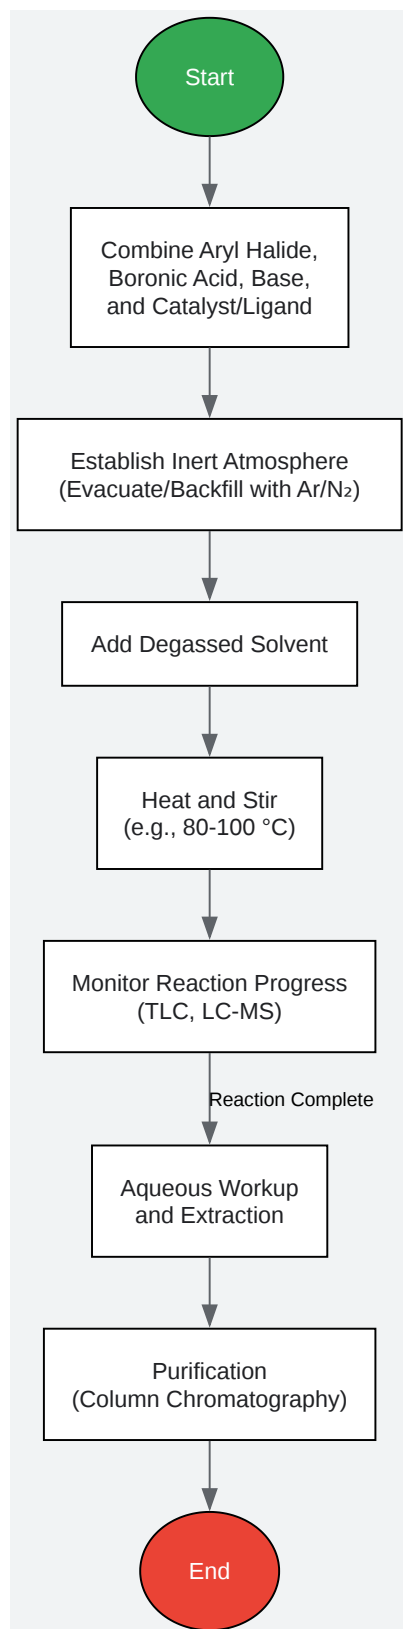 Start
Combine Aryl Halide,
Boronic Acid, Base,
and Catalyst/Ligand
Establish Inert Atmosphere
(Evacuate/Backfill with Ar/N₂)
Add Degassed Solvent
Heat and Stir
(e.g., 80-100 °C)
Monitor Reaction Progress
(TLC, LC-MS)
Reaction Complete
Aqueous Workup
and Extraction
Purification
(Column Chromatography)
End